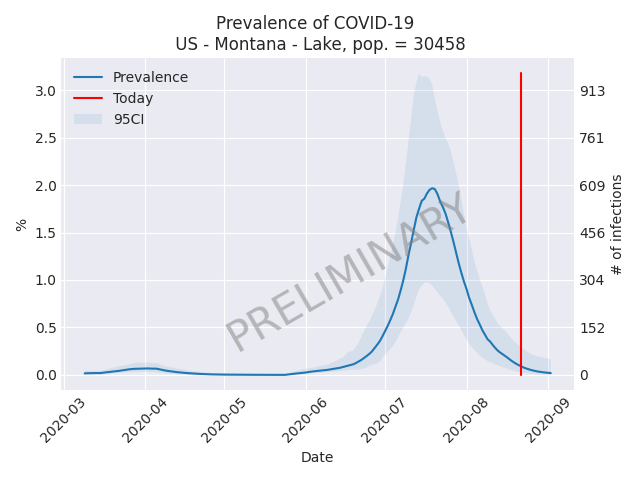 Prevalence of COVID-19
US - Montana - Lake, pop. = 30458
Prevalence
Today
95CI
3.0
2.5
2.0
1.5
1.0
0.5
0.0
%
913
761
609
456
304
152
0
# of infections
PRELIMINARY
2020-03
2020-04
2020-05
2020-06
2020-07
2020-08
2020-09
Date